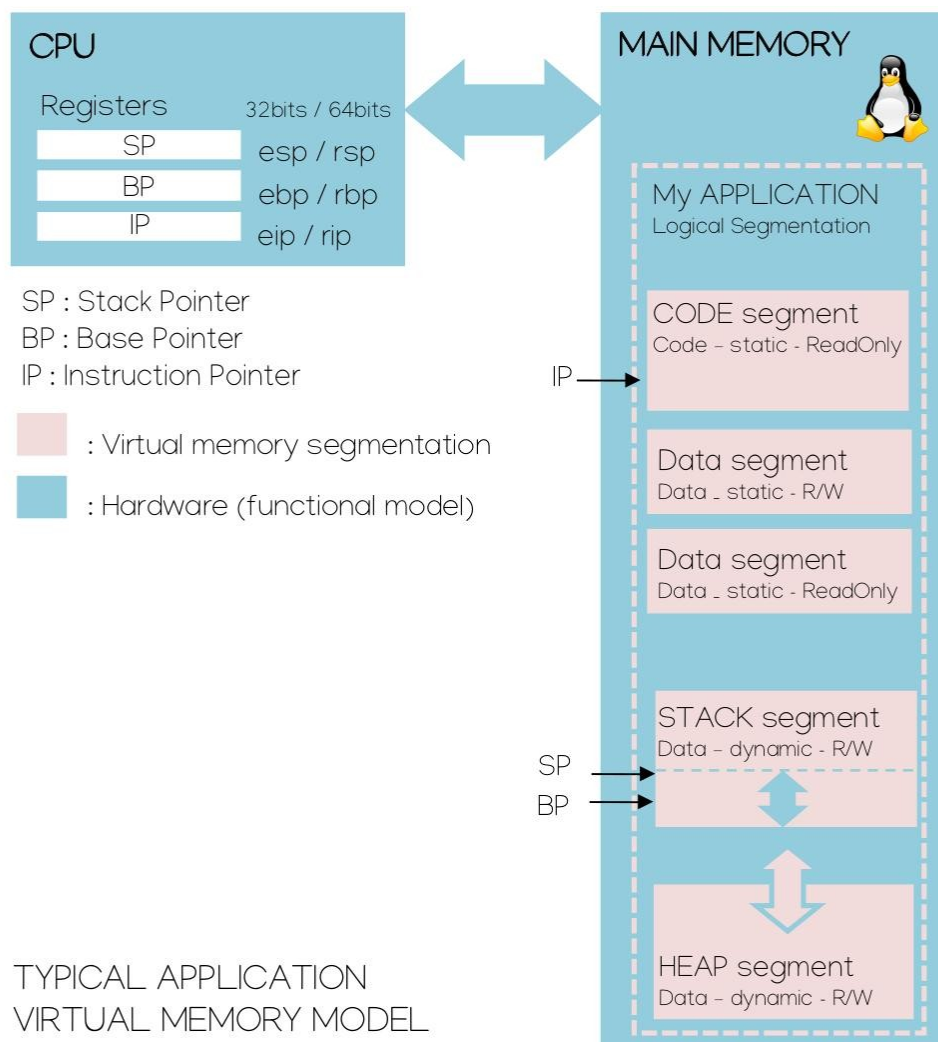 CPU
Registers 32bits / 64bits
SP esp / rsp
BP ebp / rbp
IP eip / rip
SP : Stack Pointer
BP : Base Pointer
IP : Instruction Pointer
: Virtual memory segmentation
: Hardware (functional model)
MAIN MEMORY
My APPLICATION
Logical Segmentation
CODE segment
Code - static - ReadOnly
IP
Data segment
Data _ static - R/W
Data segment
Data _ static - ReadOnly
STACK segment
Data - dynamic - R/W
SP
BP
HEAP segment
Data - dynamic - R/W
TYPICAL APPLICATION
VIRTUAL MEMORY MODEL